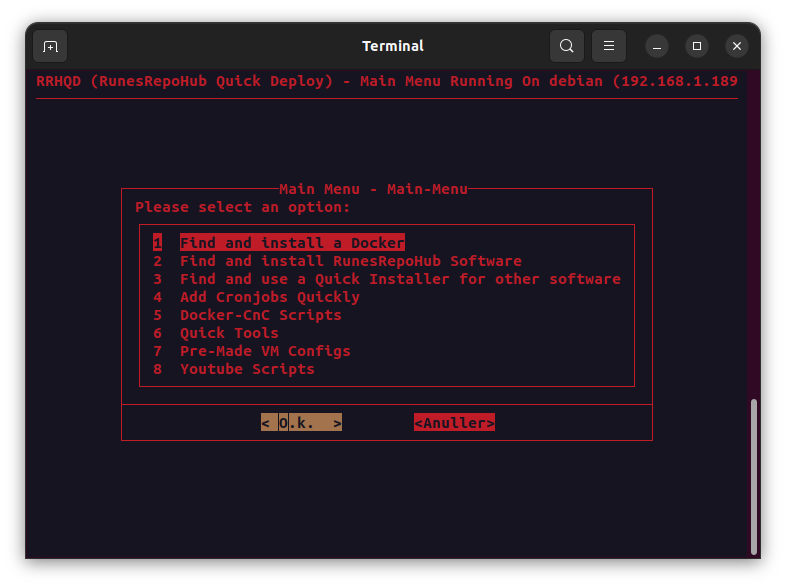 Terminal
RRHQD (RunesRepoHub Quick Deploy) - Main Menu Running On debian (192.168.1.189
Main Menu - Main-Menu
Please select an option:
1 Find and install a Docker
2 Find and install RunesRepoHub Software
3 Find and use a Quick Installer for other software
4 Add Cronjobs Quickly
5 Docker-CnC Scripts
6 Quick Tools
7 Pre-Made VM Configs
8 Youtube Scripts
< O.k. > <Anuller>